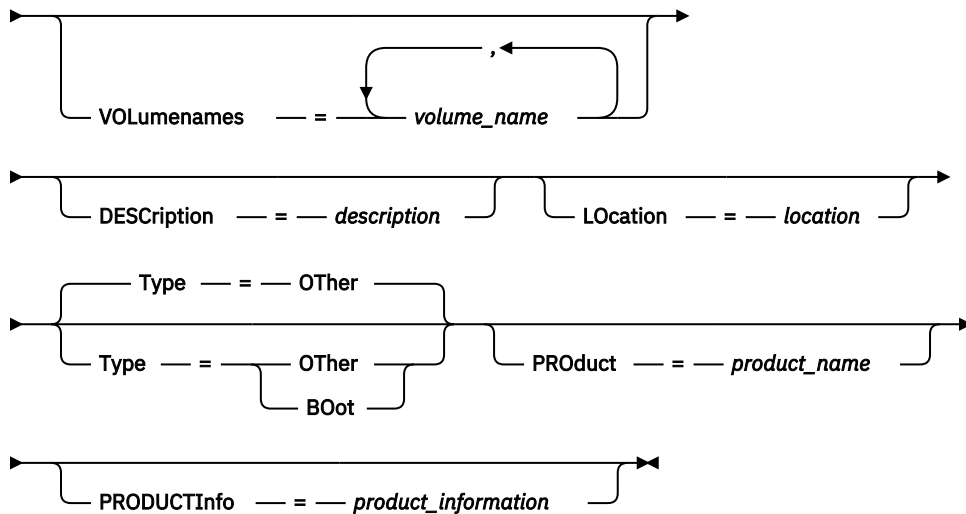 ,
VOLumenames = volume_name
DESCription = description LOcation = location
Type = OTher
Type = OTher PROduct = product_name
BOot
PRODUCTInfo = product_information